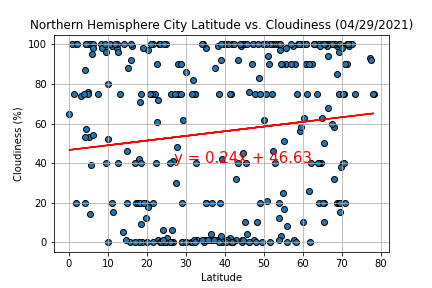 Northern Hemisphere City Latitude vs. Cloudiness (04/29/2021)
100
80
60
40
20
0
Cloudiness (%)
y = 0.24x + 46.63
0 10 20 30 40 50 60 70 80
Latitude